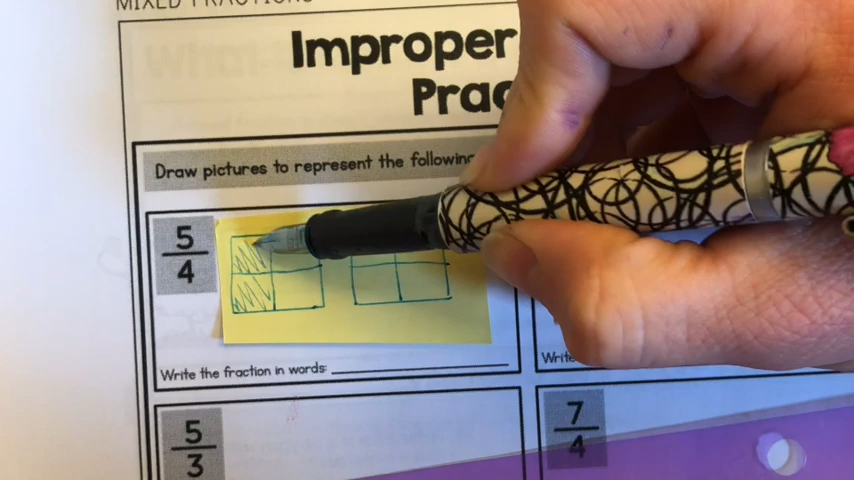 MIXED FRACTIONS
Improper
Prac
Draw pictures to represent the following
5
4
Write the fraction in words:
Write
5
3
7
4